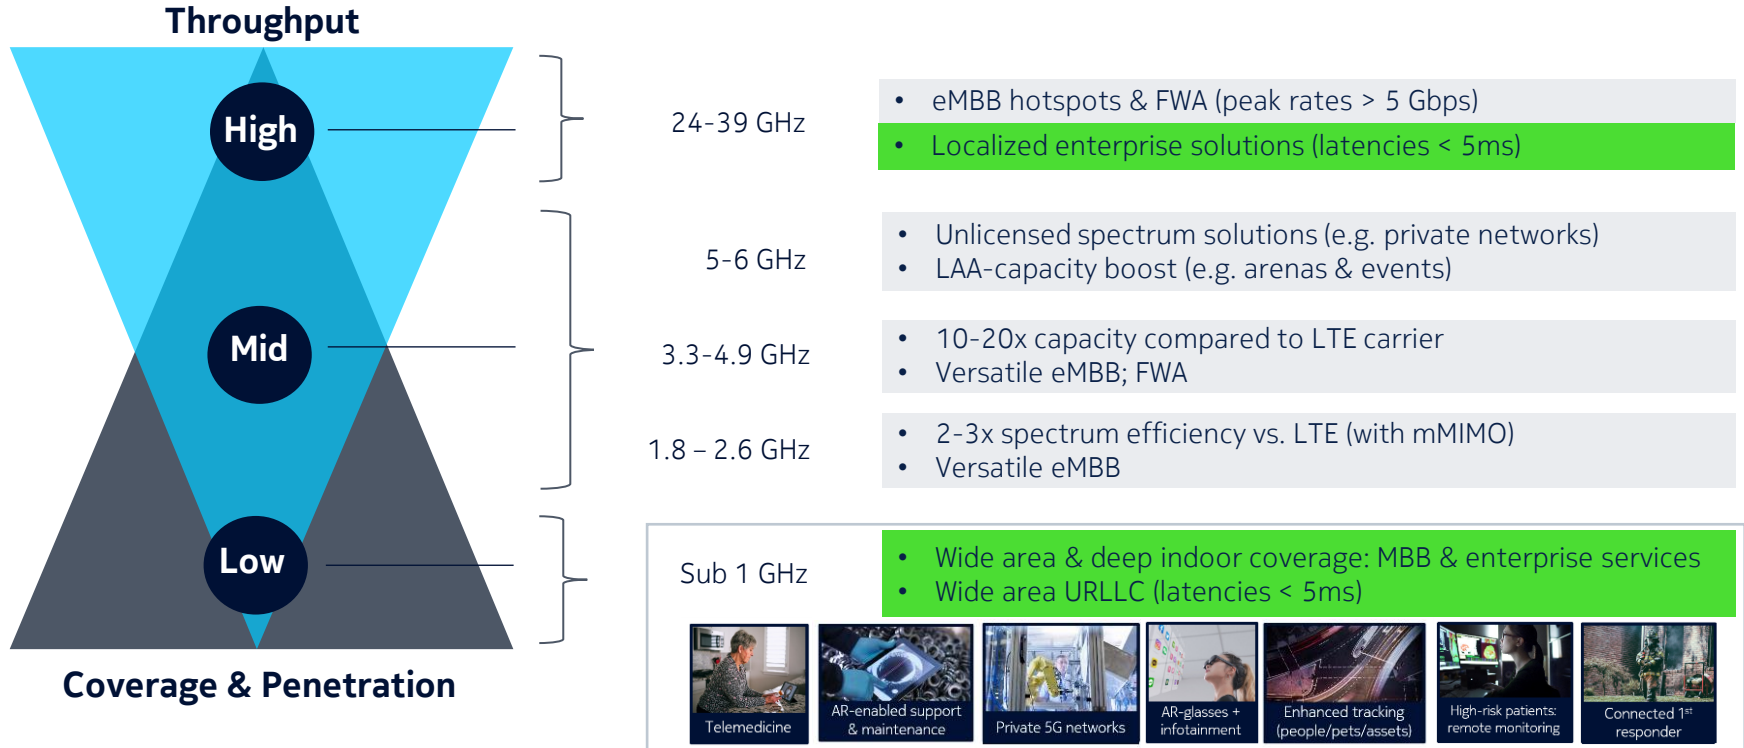 Throughput
High
24-39 GHz
• eMBB hotspots & FWA (peak rates > 5 Gbps)
• Localized enterprise solutions (latencies < 5ms)
5-6 GHz
• Unlicensed spectrum solutions (e.g. private networks)
• LAA-capacity boost (e.g. arenas & events)
Mid
3.3-4.9 GHz
• 10-20x capacity compared to LTE carrier
• Versatile eMBB; FWA
1.8 – 2.6 GHz
• 2-3x spectrum efficiency vs. LTE (with mMIMO)
• Versatile eMBB
Low
Sub 1 GHz
• Wide area & deep indoor coverage: MBB & enterprise services
• Wide area URLLC (latencies < 5ms)
Coverage & Penetration
Telemedicine
AR-enabled support
& maintenance
Private 5G networks
AR-glasses +
infotainment
Enhanced tracking
(people/pets/assets)
High-risk patients:
remote monitoring
Connected 1st
responder